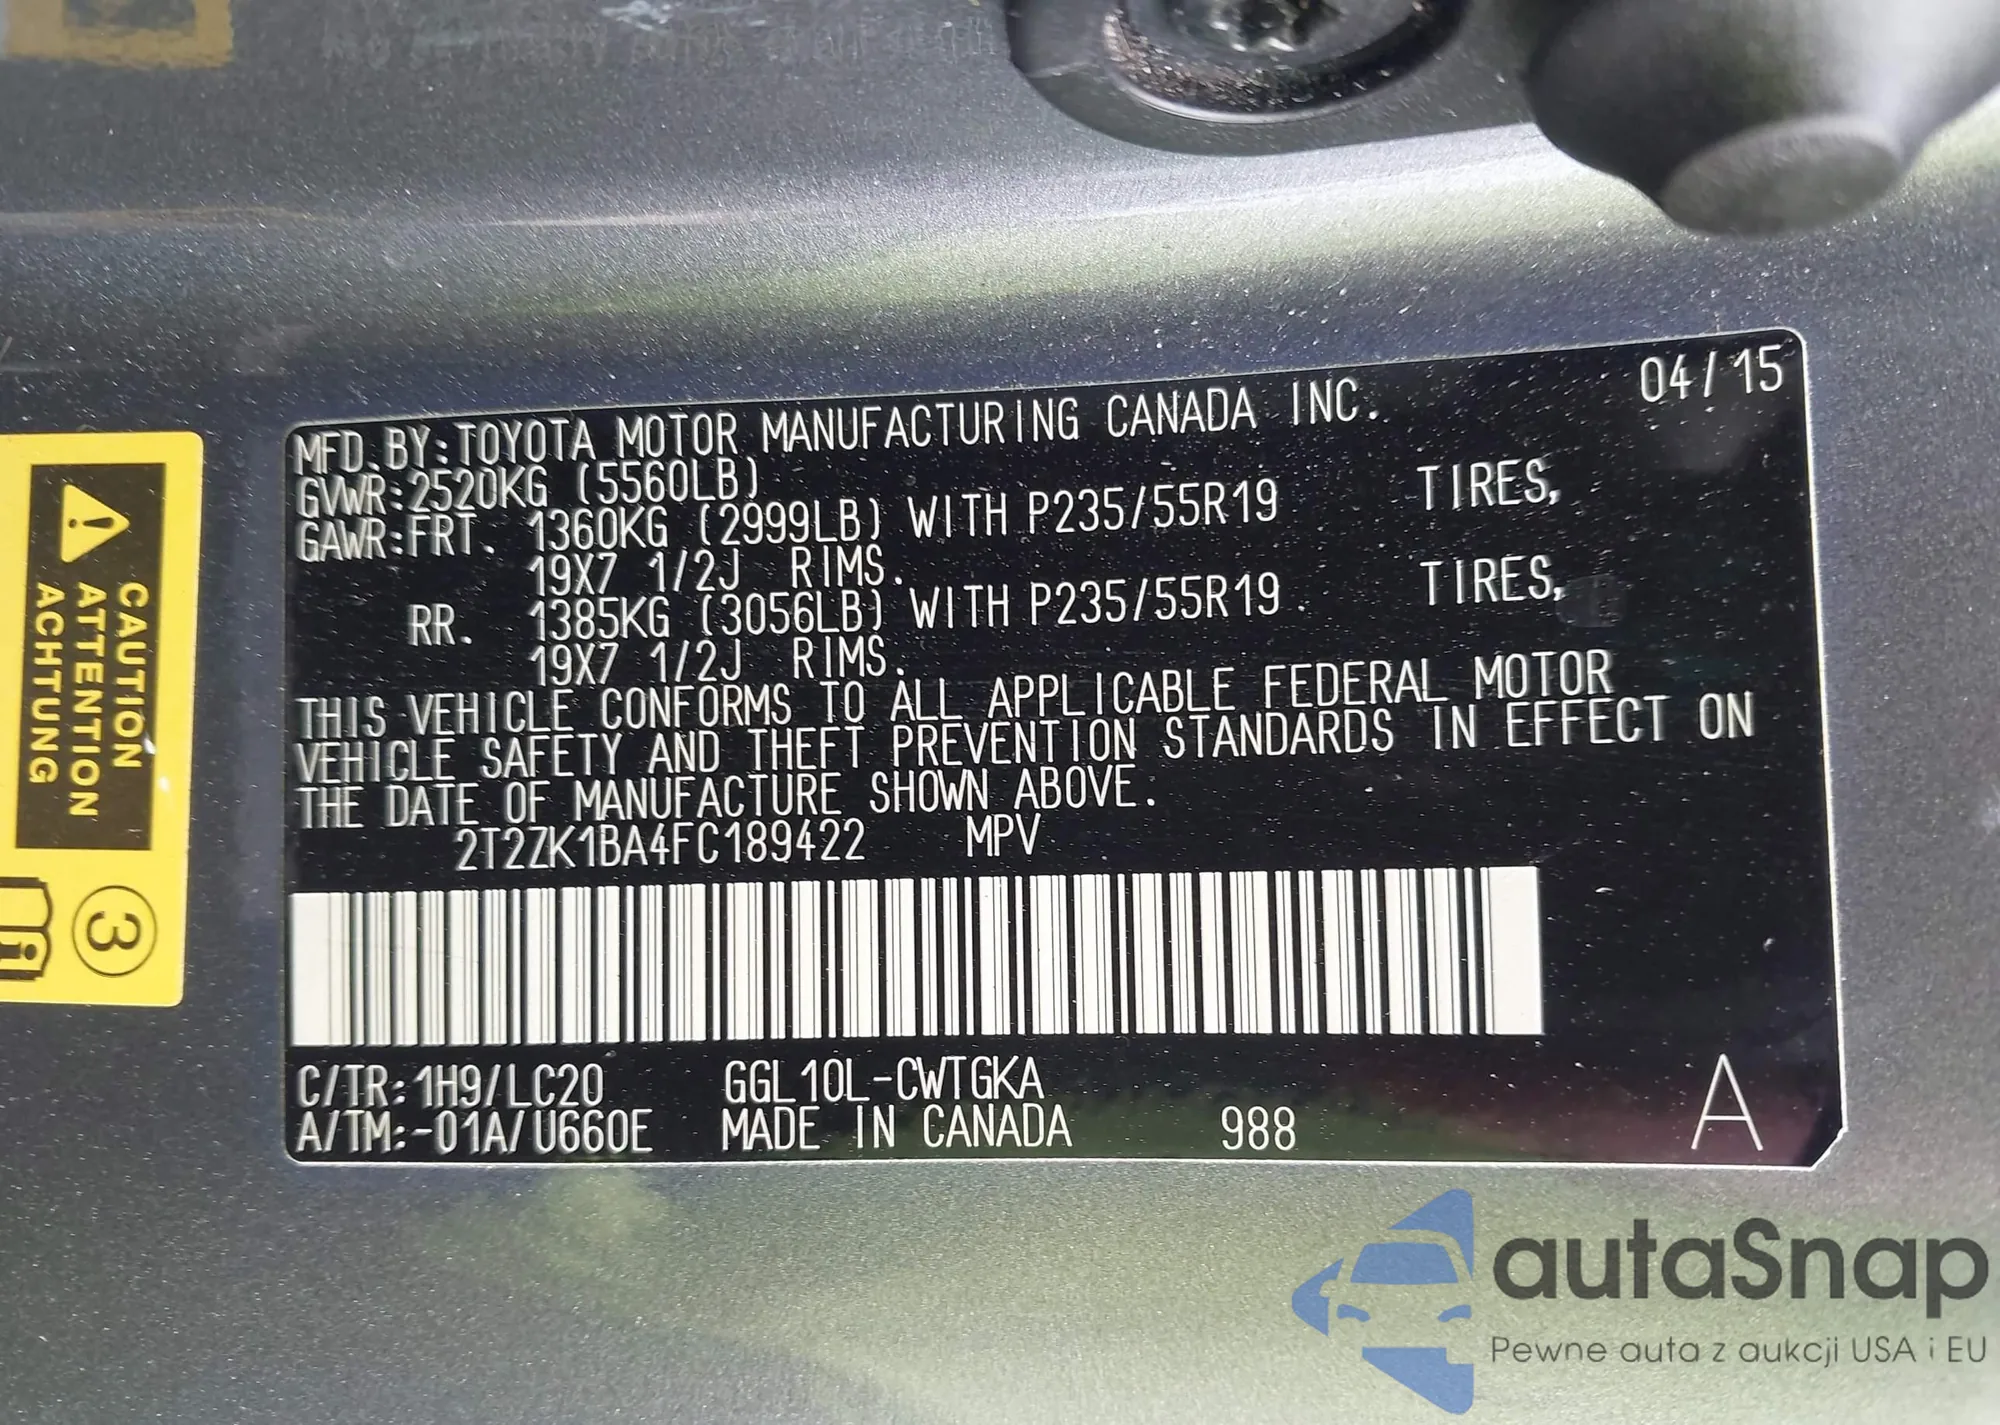 04/15
MFD. BY: TOYOTA MOTOR MANUFACTURING CANADA INC.
GVWR: 2520KG (5560LB)
GAWR: FRT. 1360KG (2999LB) WITH P235/55R19 TIRES,
19X7 1/2J RIMS.
RR. 1385KG (3056LB) WITH P235/55R19 TIRES,
19X7 1/2J RIMS.
THIS VEHICLE CONFORMS TO ALL APPLICABLE FEDERAL MOTOR
VEHICLE SAFETY AND THEFT PREVENTION STANDARDS IN EFFECT ON
THE DATE OF MANUFACTURE SHOWN ABOVE.
2T2ZK1BA4FC189422 MPV
C/TR: 1H9/LC20 GGL10L-CWTGKA
A/TM:-01A/U660E MADE IN CANADA 988 A
CAUTION
ATTENTION
ACHTUNG
3
i
autaSnap
Pewne auta z aukcji USA i EU